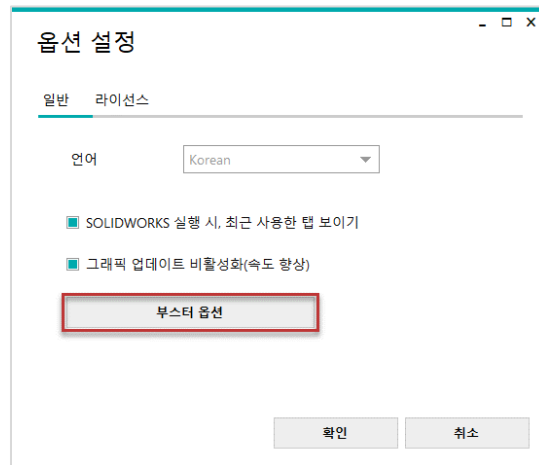 옵션 설정
일반 라이선스
언어 Korean
SOLIDWORKS 실행 시, 최근 사용한 탭 보이기
그래픽 업데이트 비활성화(속도 향상)
부스터 옵션
확인 취소